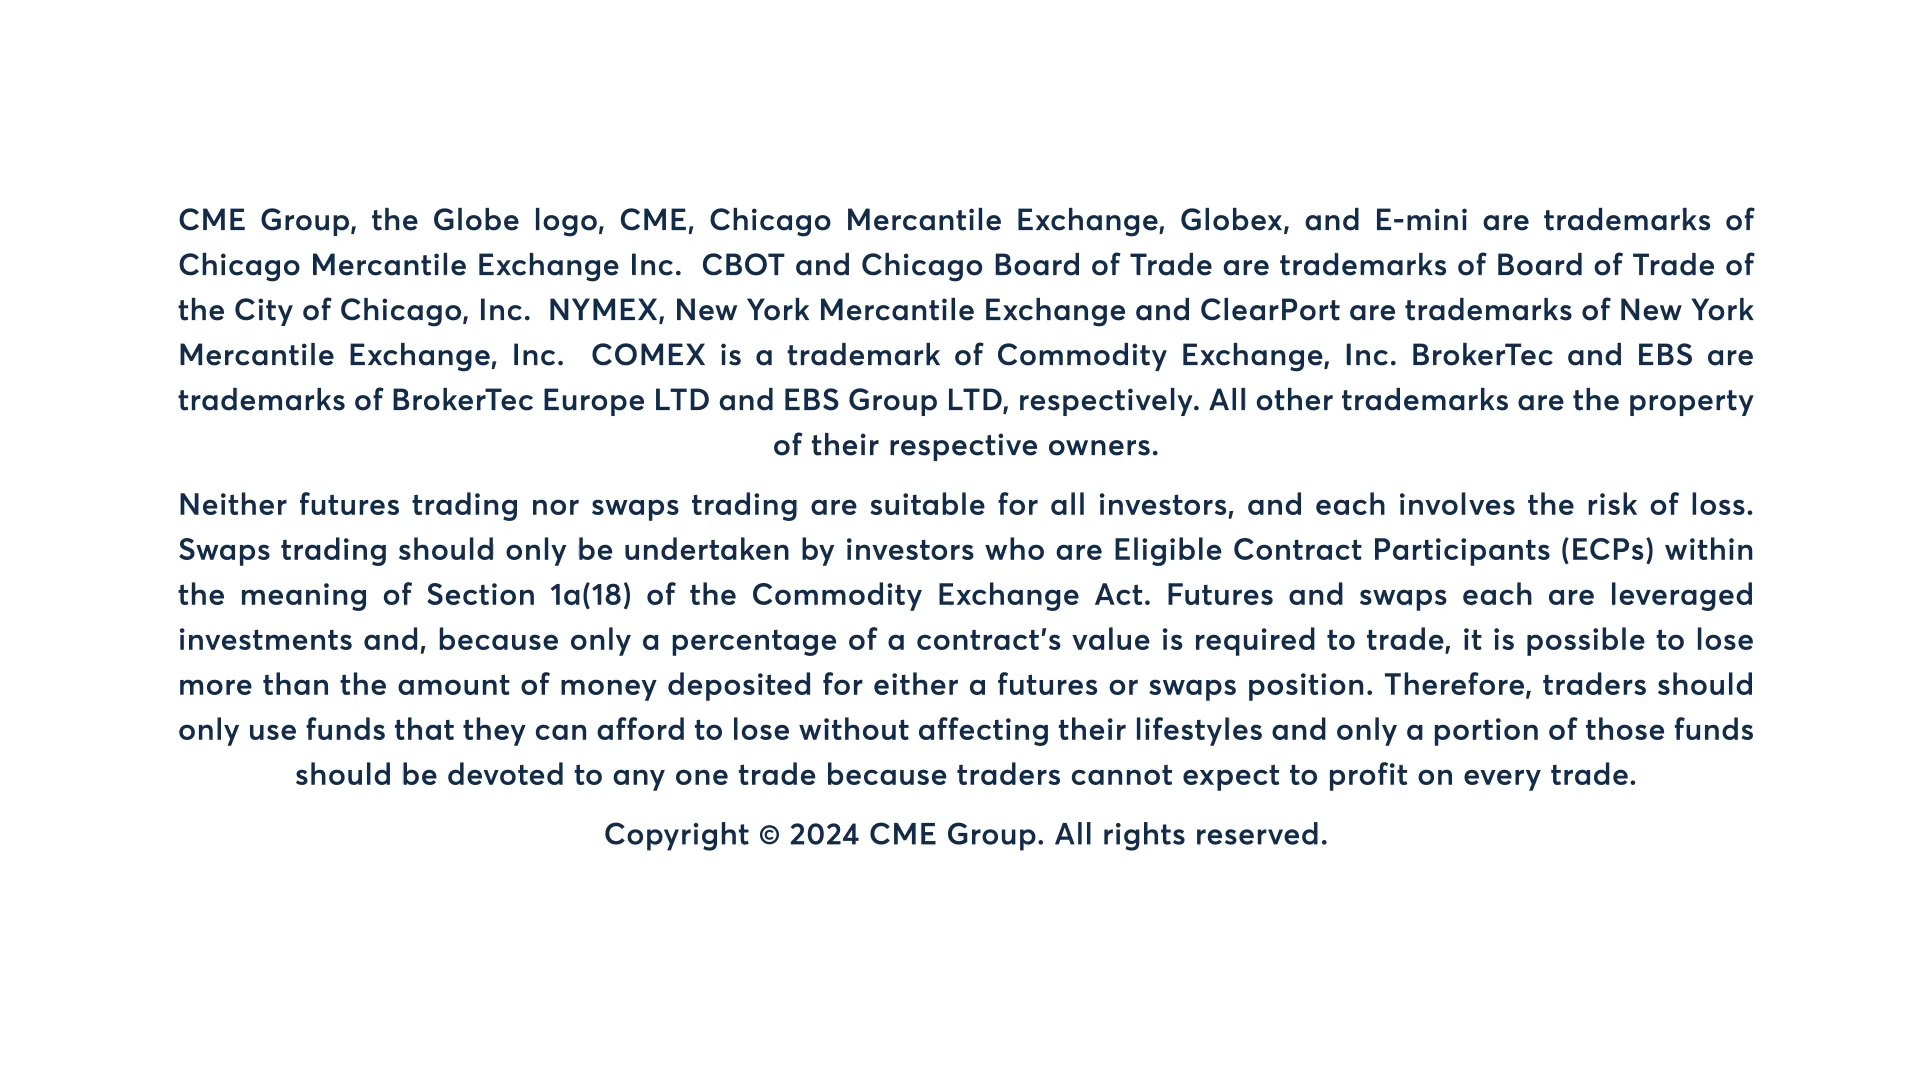 CME Group, the Globe logo, CME, Chicago Mercantile Exchange, Globex, and E-mini are trademarks of
Chicago Mercantile Exchange Inc.  CBOT and Chicago Board of Trade are trademarks of Board of Trade of
the City of Chicago, Inc.  NYMEX, New York Mercantile Exchange and ClearPort are trademarks of New York
Mercantile Exchange, Inc.  COMEX is a trademark of Commodity Exchange, Inc. BrokerTec and EBS are
trademarks of BrokerTec Europe LTD and EBS Group LTD, respectively. All other trademarks are the property
of their respective owners.
Neither futures trading nor swaps trading are suitable for all investors, and each involves the risk of loss.
Swaps trading should only be undertaken by investors who are Eligible Contract Participants (ECPs) within
the meaning of Section 1a(18) of the Commodity Exchange Act. Futures and swaps each are leveraged
investments and, because only a percentage of a contract’s value is required to trade, it is possible to lose
more than the amount of money deposited for either a futures or swaps position. Therefore, traders should
only use funds that they can afford to lose without affecting their lifestyles and only a portion of those funds
should be devoted to any one trade because traders cannot expect to profit on every trade.
Copyright © 2024 CME Group. All rights reserved.